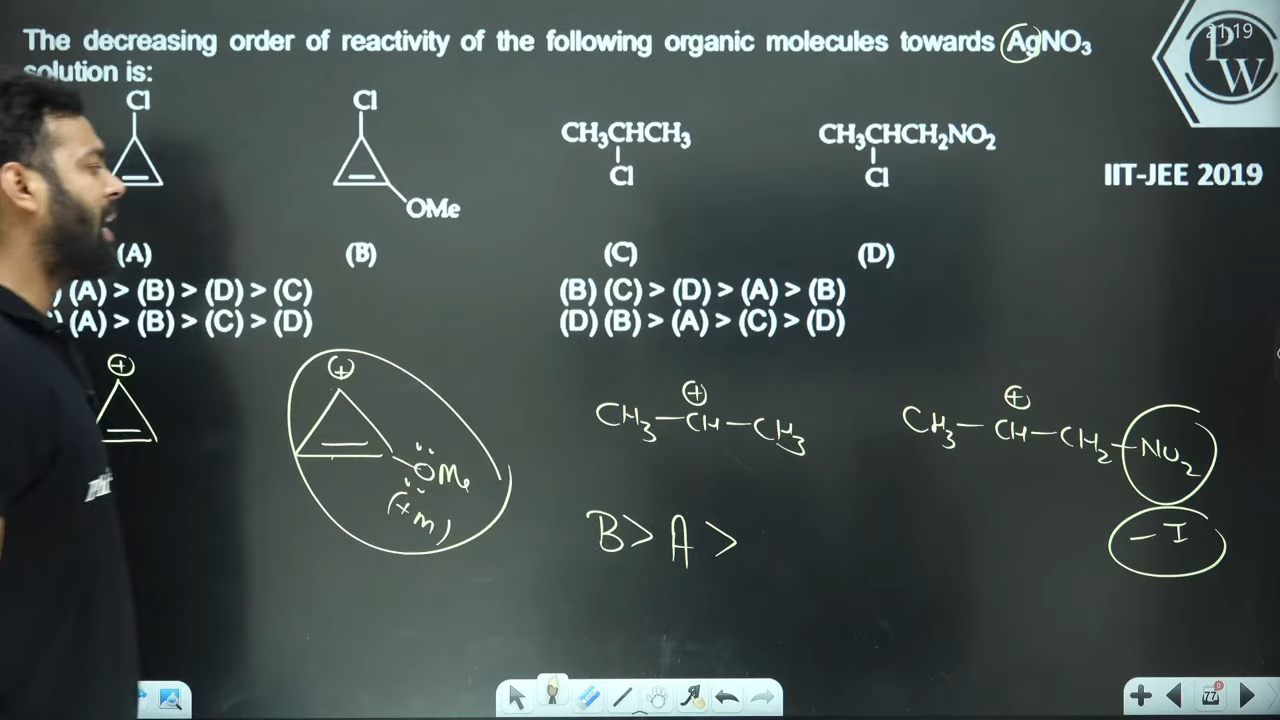 The decreasing order of reactivity of the following organic molecules towards AgNO₃
solution is:
21:19
P
W
IIT-JEE 2019
Cl
Cl
OMe
CH₃CHCH₃
Cl
CH₃CHCH₂NO₂
Cl
(A)
(B)
(C)
(D)
) (A) > (B) > (D) > (C)
(B) (C) > (D) > (A) > (B)
) (A) > (B) > (C) > (D)
(D) (B) > (A) > (C) > (D)
⊕
⊕
OMe
(+m)
⊕
CH₃-CH-CH₃
⊕
CH₃-CH-CH₂-NO₂
-I
B > A >
77